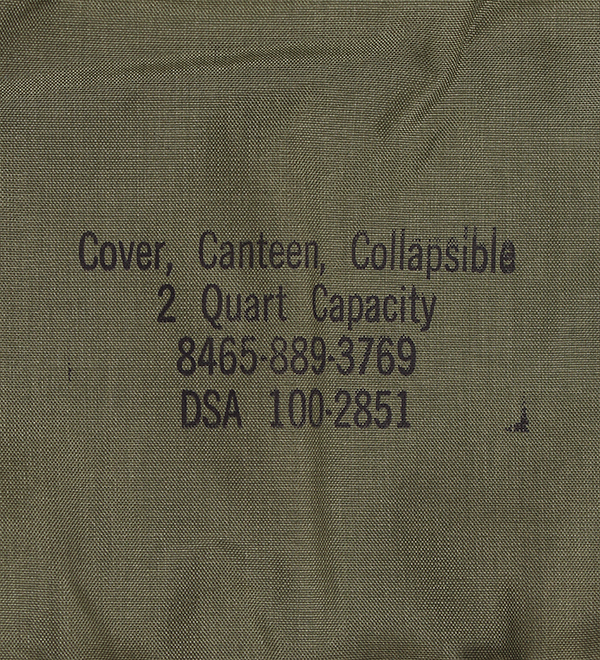 Cover, Canteen, Collapsible
2 Quart Capacity
8465-889-3769
DSA 100-2851